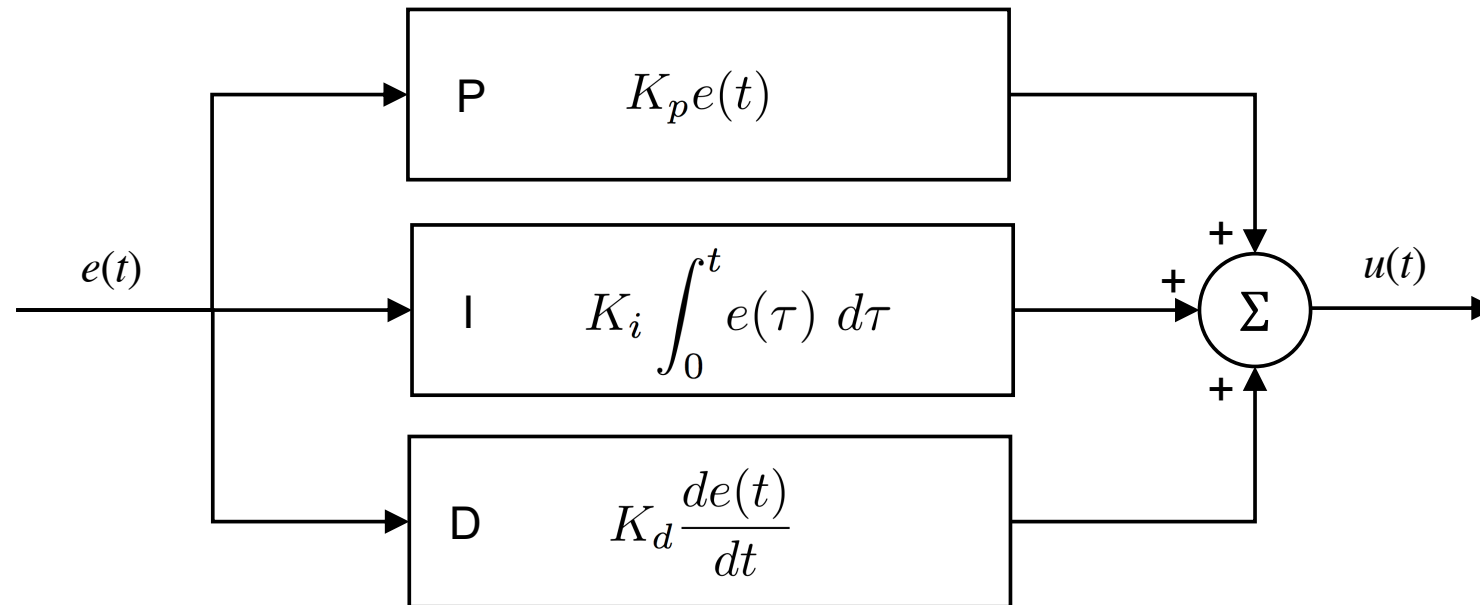 P K_p e(t)
+
e(t)
I K_i ∫_0^t e(τ) dτ
+
Σ
u(t)
+
D K_d de(t)/dt